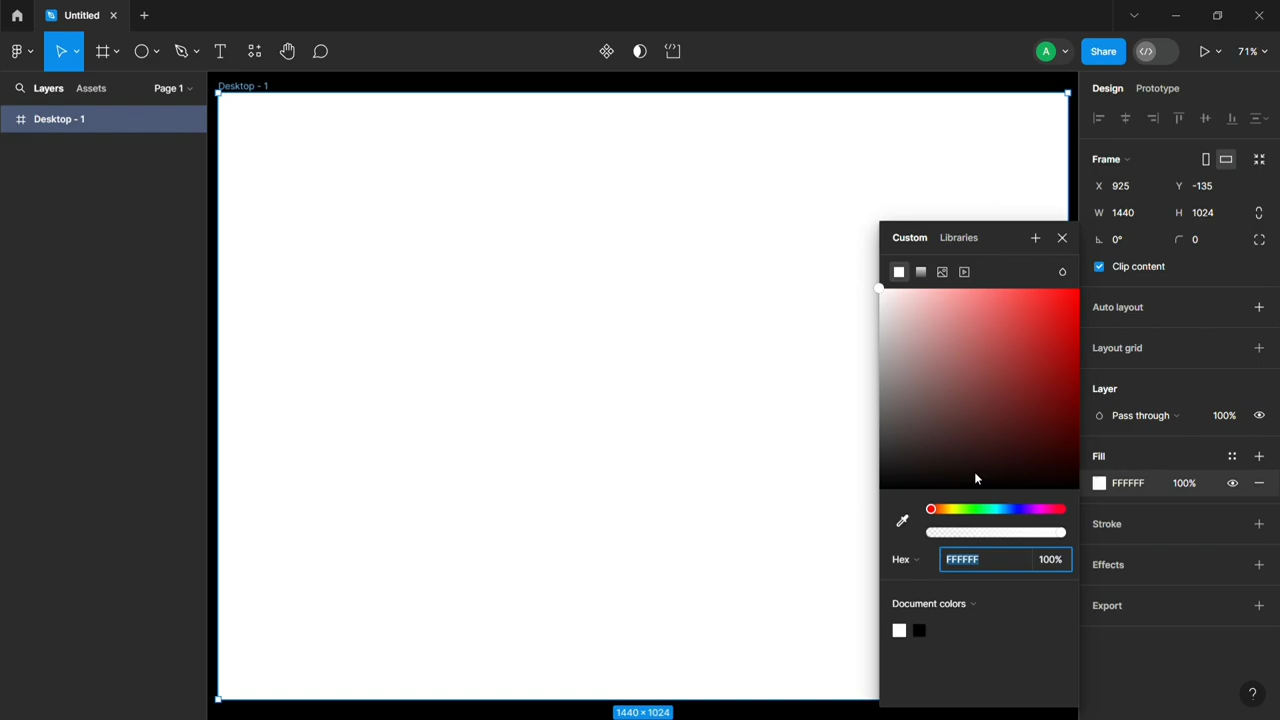 Untitled
A
Share
71%
Layers
Assets
Page 1
Desktop - 1
Desktop - 1
1440 × 1024
Custom
Libraries
Hex
FFFFFF
100%
Document colors
Design
Prototype
Frame
X
925
Y
-135
W
1440
H
1024
0°
0
Clip content
Auto layout
Layout grid
Layer
Pass through
100%
Fill
FFFFFF
100%
Stroke
Effects
Export
?